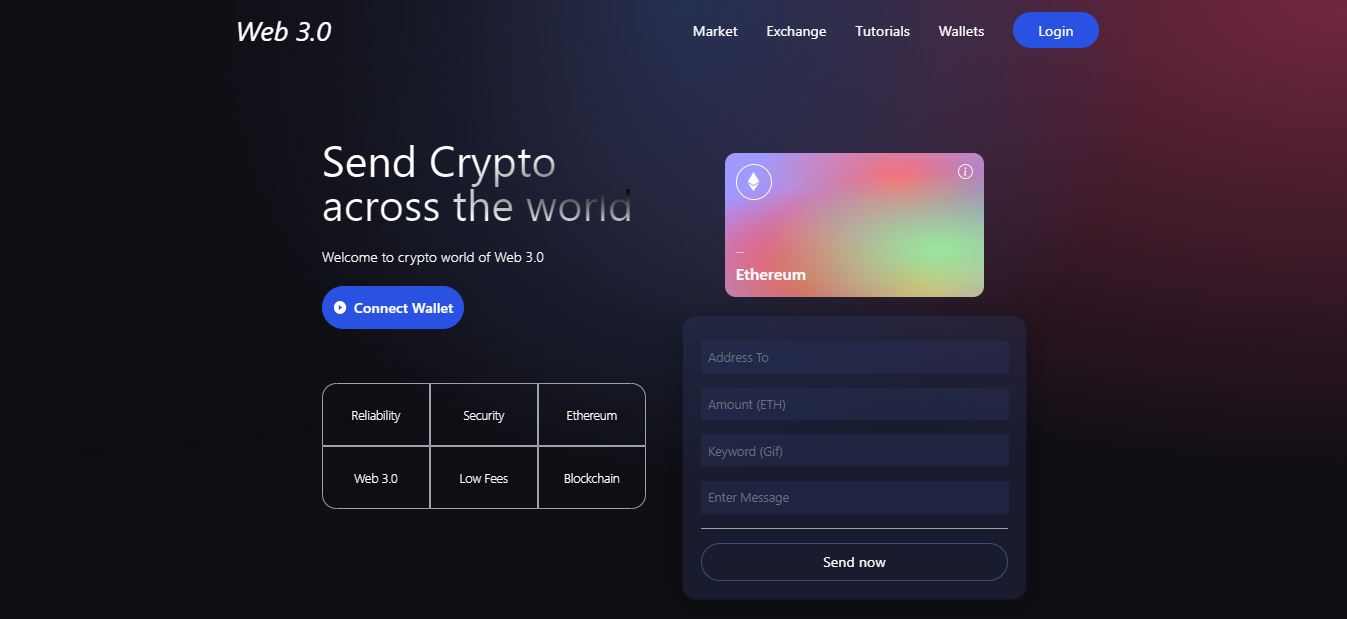 Web 3.0
Market Exchange Tutorials Wallets Login
Send Crypto
across the world
Welcome to crypto world of Web 3.0
Connect Wallet
Reliability Security Ethereum
Web 3.0 Low Fees Blockchain
i
...
Ethereum
Address To
Amount (ETH)
Keyword (Gif)
Enter Message
Send now